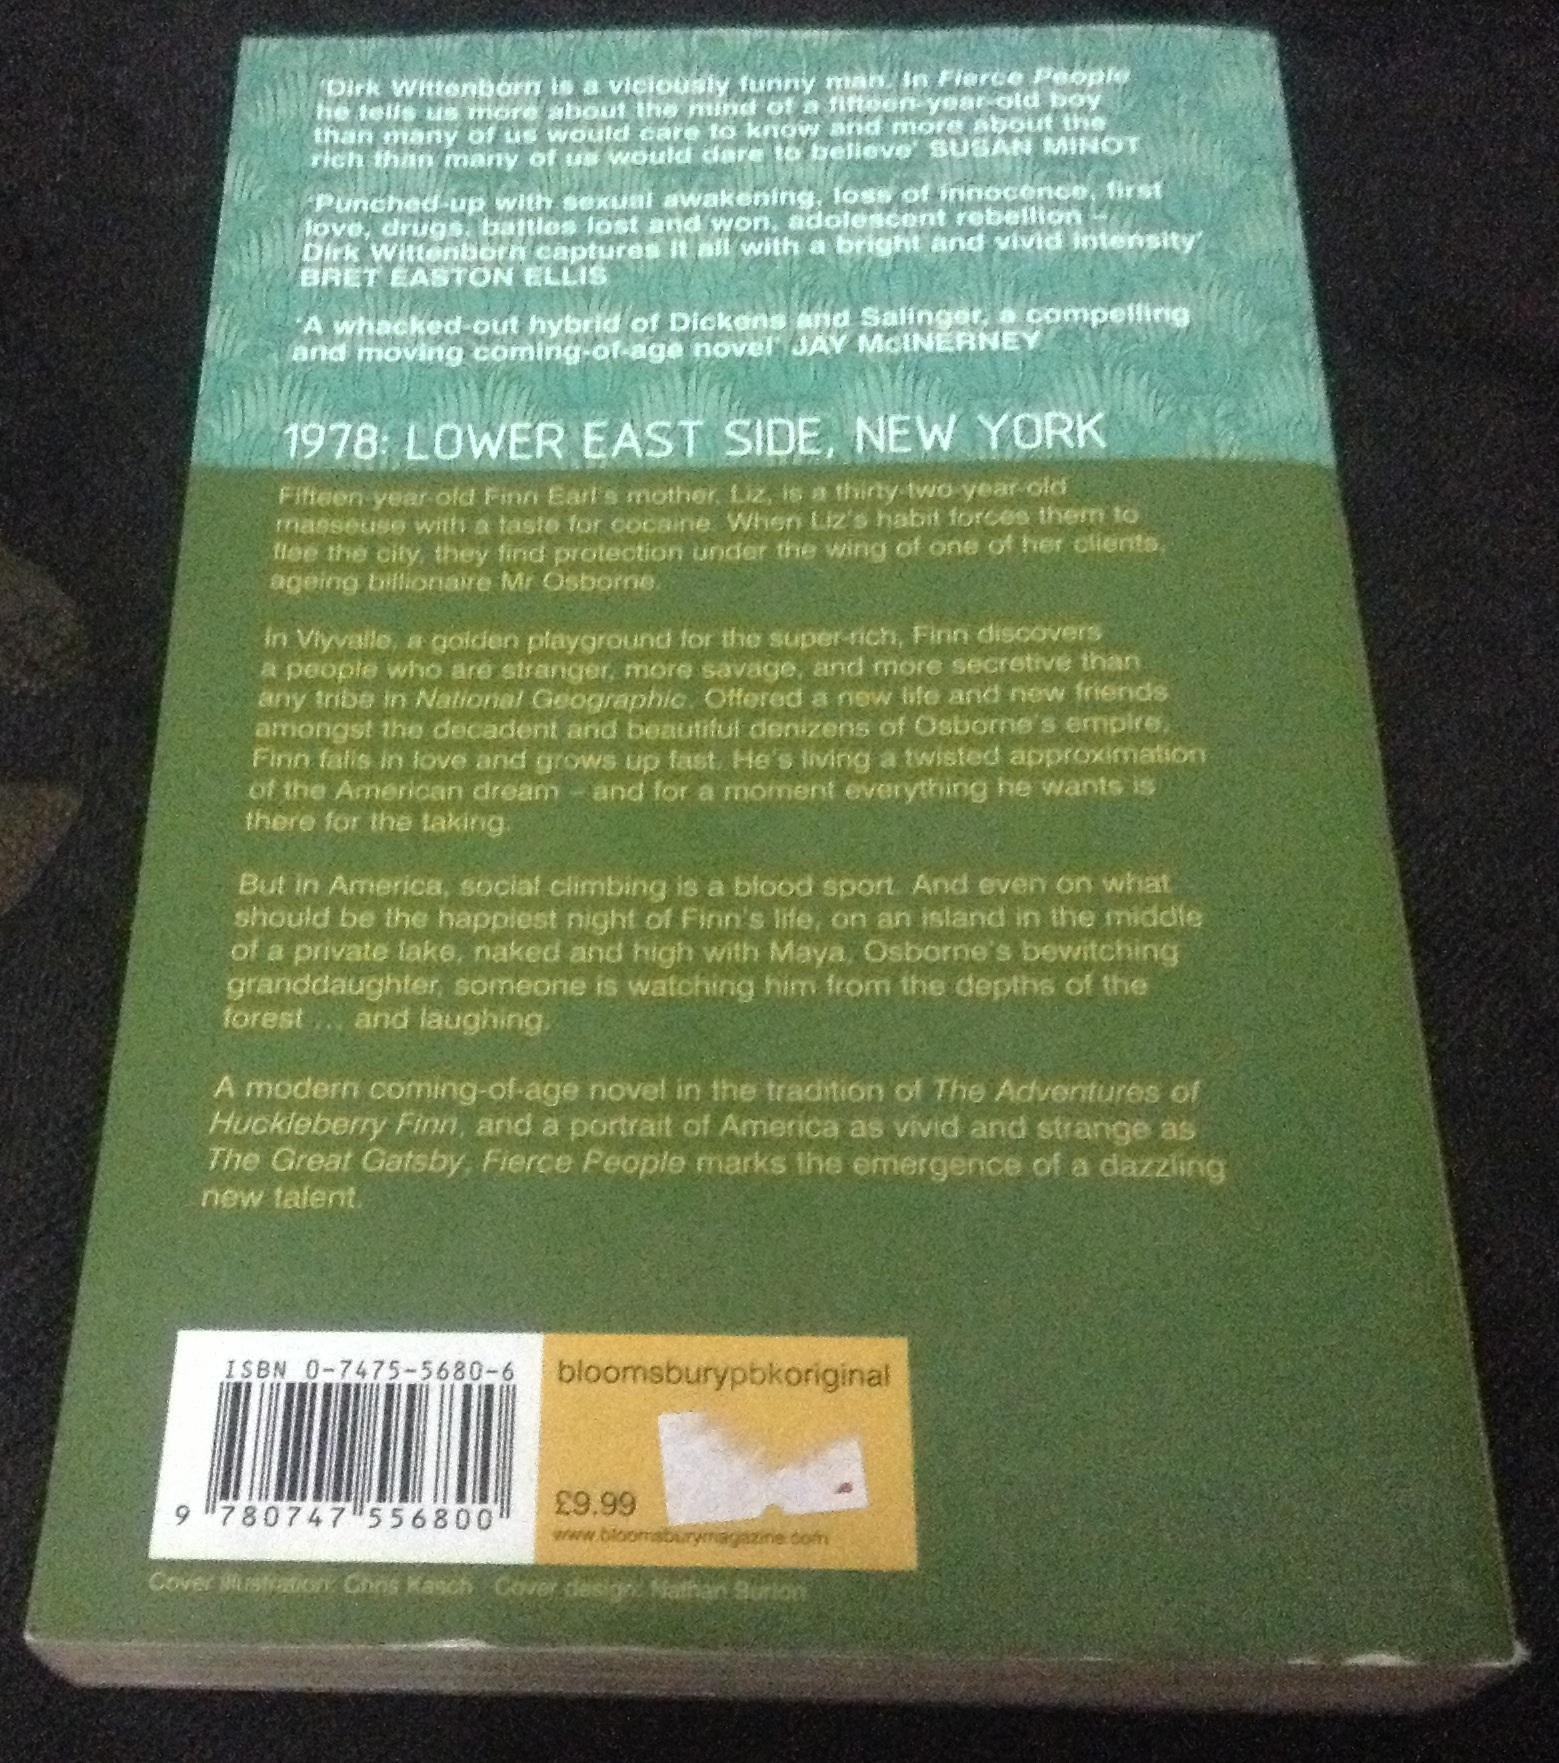 'Dirk Wittenborn is a viciously funny man. In Fierce People
he tells us more about the mind of a fifteen-year-old boy
than many of us would care to know and more about the
rich than many of us would dare to believe' SUSAN MINOT
'Punched-up with sexual awakening, loss of innocence, first
love, drugs, battles lost and won, adolescent rebellion –
Dirk Wittenborn captures it all with a bright and vivid intensity'
BRET EASTON ELLIS
'A whacked-out hybrid of Dickens and Salinger, a compelling
and moving coming-of-age novel' JAY McINERNEY
1978: LOWER EAST SIDE, NEW YORK
Fifteen-year-old Finn Earl's mother, Liz, is a thirty-two-year-old
masseuse with a taste for cocaine. When Liz's habit forces them to
flee the city, they find protection under the wing of one of her clients,
ageing billionaire Mr Osborne.
In Vlyvalle, a golden playground for the super-rich, Finn discovers
a people who are stranger, more savage, and more secretive than
any tribe in National Geographic. Offered a new life and new friends
amongst the decadent and beautiful denizens of Osborne's empire,
Finn falls in love and grows up fast. He's living a twisted approximation
of the American dream – and for a moment everything he wants is
there for the taking.
But in America, social climbing is a blood sport. And even on what
should be the happiest night of Finn's life, on an island in the middle
of a private lake, naked and high with Maya, Osborne's bewitching
granddaughter, someone is watching him from the depths of the
forest ... and laughing.
A modern coming-of-age novel in the tradition of The Adventures of
Huckleberry Finn, and a portrait of America as vivid and strange as
The Great Gatsby, Fierce People marks the emergence of a dazzling
new talent.
ISBN 0-7475-5680-6
9 780747 556800
bloomsburypbkoriginal
£9.99
www.bloomsburymagazine.com
Cover illustration: Chris Kasch Cover design: Nathan Burton